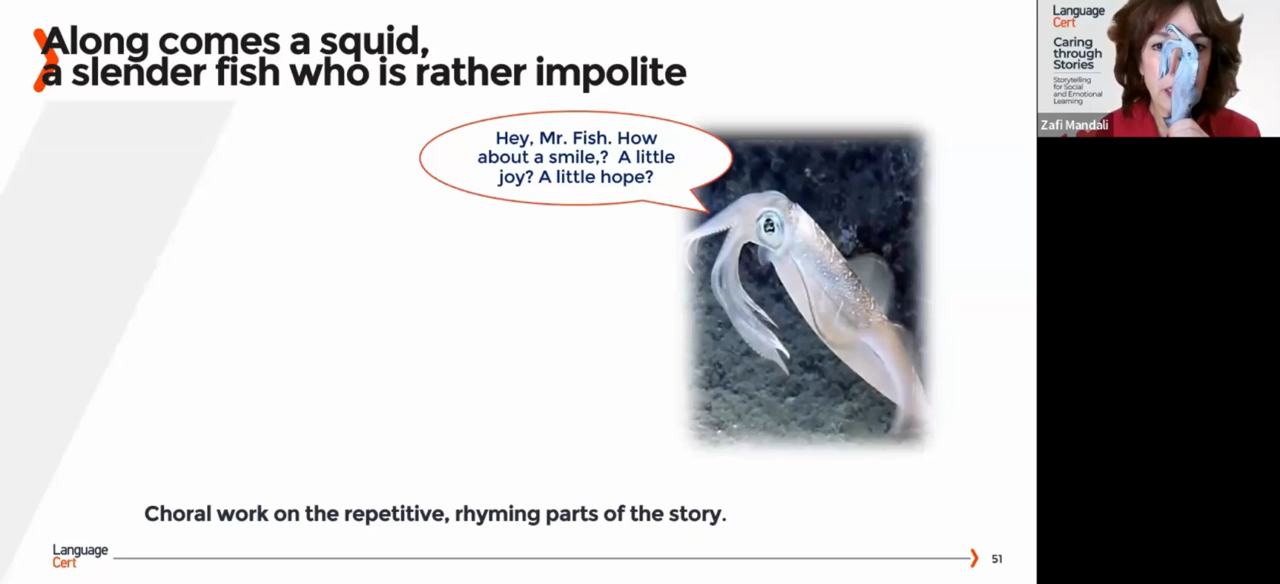 Along comes a squid,
a slender fish who is rather impolite
Hey, Mr. Fish. How
about a smile,?  A little
joy? A little hope?
Choral work on the repetitive, rhyming parts of the story.
Language
Cert
51
Language
Cert
Caring
through
Stories
Storytelling
for Social
and Emotional
Learning
Zafi Mandali